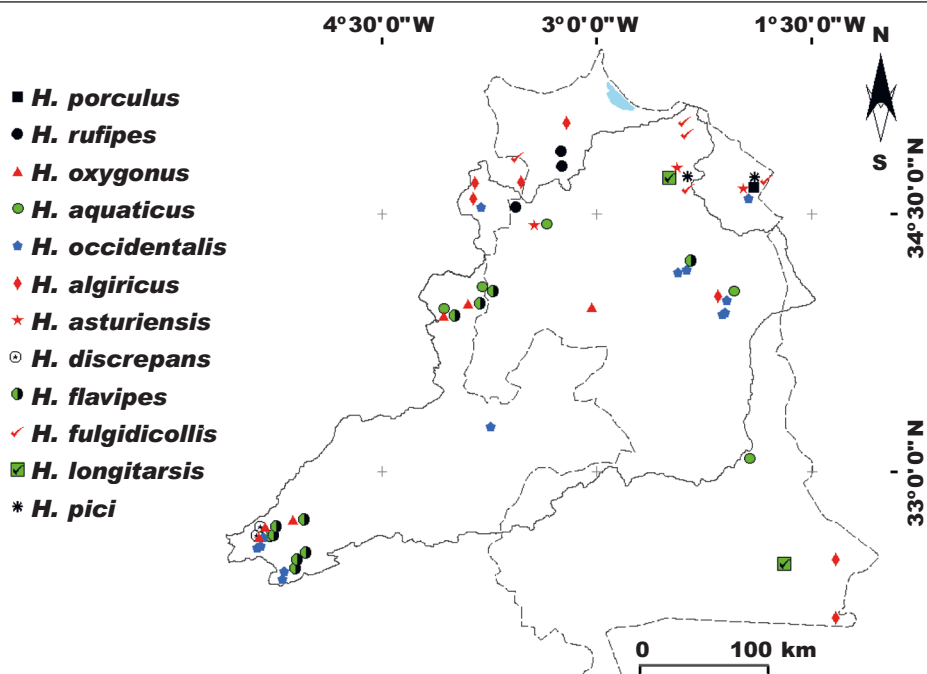 4°30'0"W 3°0'0"W 1°30'0"W
N
S
34°30'0"N
33°0'0"N
H. porculus
H. rufipes
H. oxygonus
H. aquaticus
H. occidentalis
H. algiricus
H. asturiensis
H. discrepans
H. flavipes
H. fulgidicollis
H. longitarsis
H. pici
0 100 km